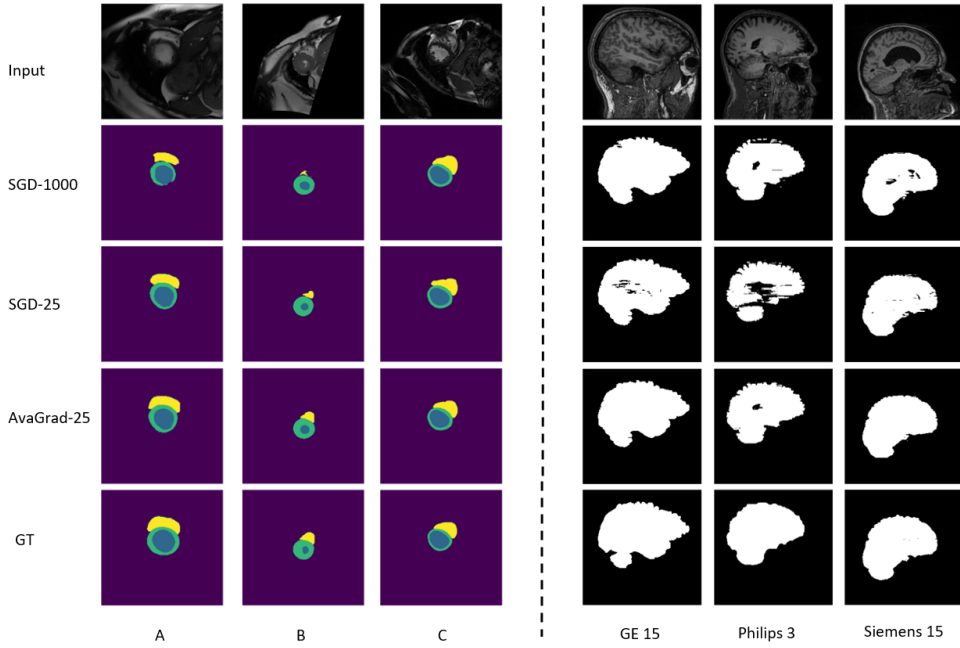 Input
SGD-1000
SGD-25
AvaGrad-25
GT
A B C GE 15 Philips 3 Siemens 15